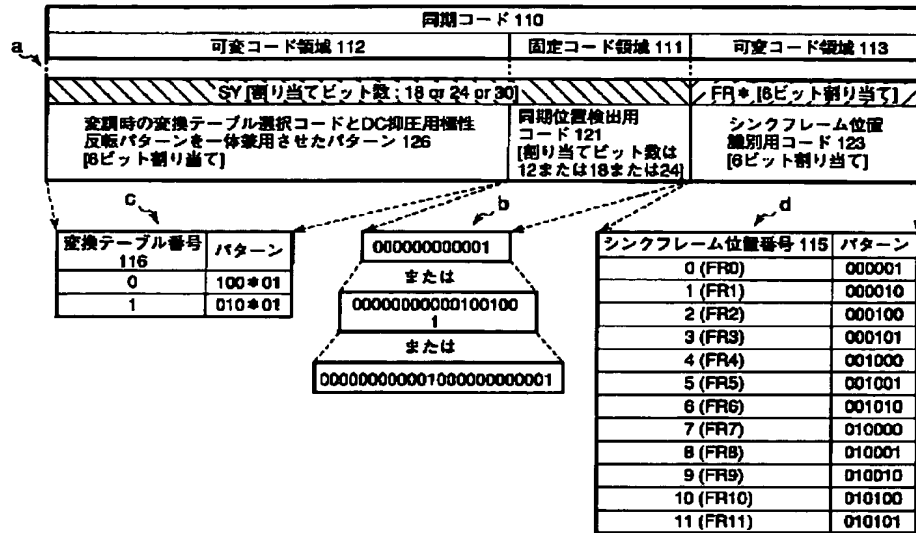 同期コード 110
可変コード領域 112
固定コード領域 111
可変コード領域 113
a
SY [割り当てビット数 : 18 or 24 or 30]
FR* [6ビット割り当て]
変調時の変換テーブル選択コードとDC抑圧用極性
反転パターンを一体兼用させたパターン 126
[6ビット割り当て]
同期位置検出用
コード 121
[割り当てビット数は
12または18または24]
シンクフレーム位置
識別用コード 123
[6ビット割り当て]
c
変換テーブル番号
116
パターン
0 100*01
1 010*01
b
000000000001
または
00000000000100100
1
または
000000000001000000000001
d
シンクフレーム位置番号 115 パターン
0 (FR0) 000001
1 (FR1) 000010
2 (FR2) 000100
3 (FR3) 000101
4 (FR4) 001000
5 (FR5) 001001
6 (FR6) 001010
7 (FR7) 010000
8 (FR8) 010001
9 (FR9) 010010
10 (FR10) 010100
11 (FR11) 010101